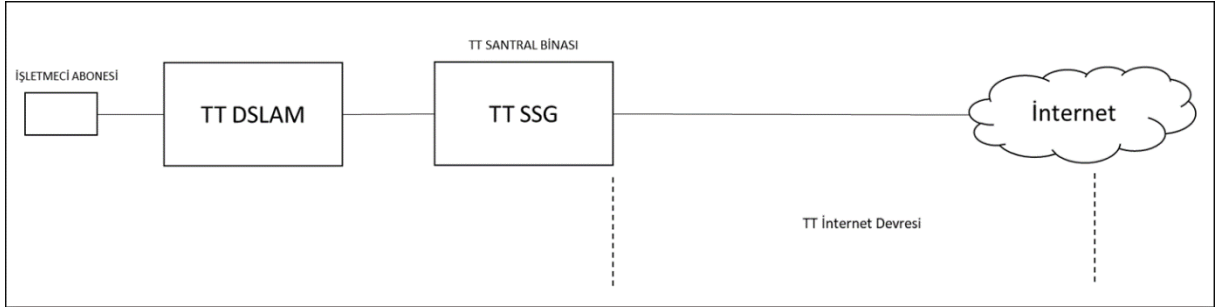 TT SANTRAL BİNASI
İŞLETMECİ ABONESİ
TT DSLAM
TT SSG
İnternet
TT İnternet Devresi